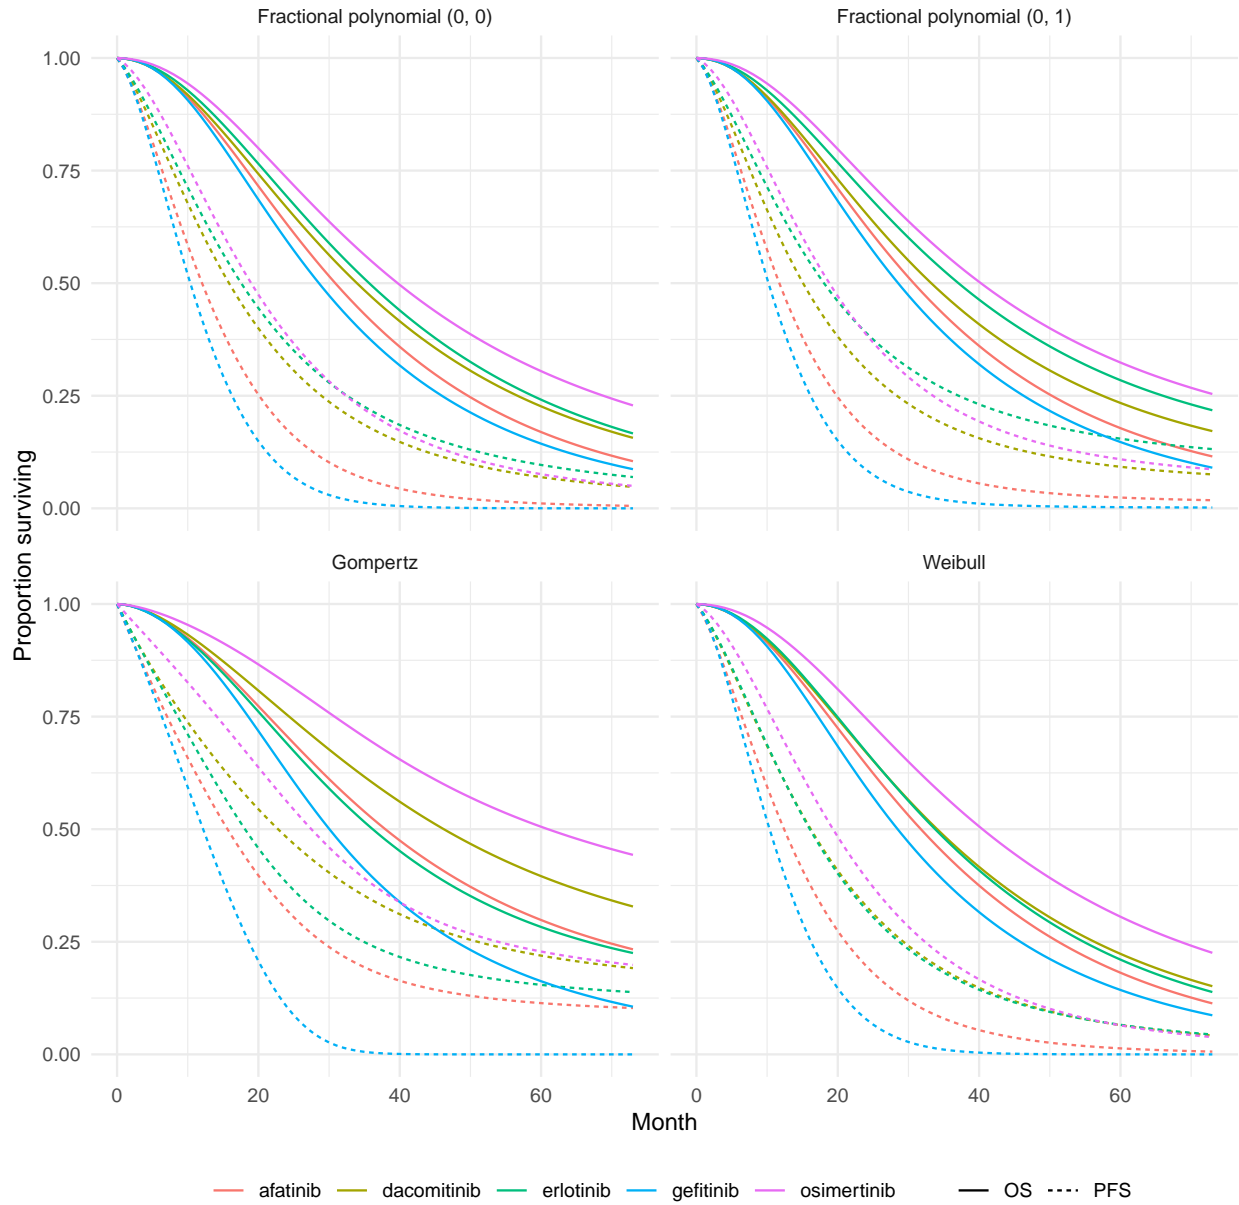 Fractional polynomial (0, 0)
Fractional polynomial (0, 1)
1.00
0.75
0.50
0.25
0.00
Gompertz
Weibull
Proportion surviving
1.00
0.75
0.50
0.25
0.00
0 20 40 60
0 20 40 60
Month
afatinib dacomitinib erlotinib gefitinib osimertinib OS PFS